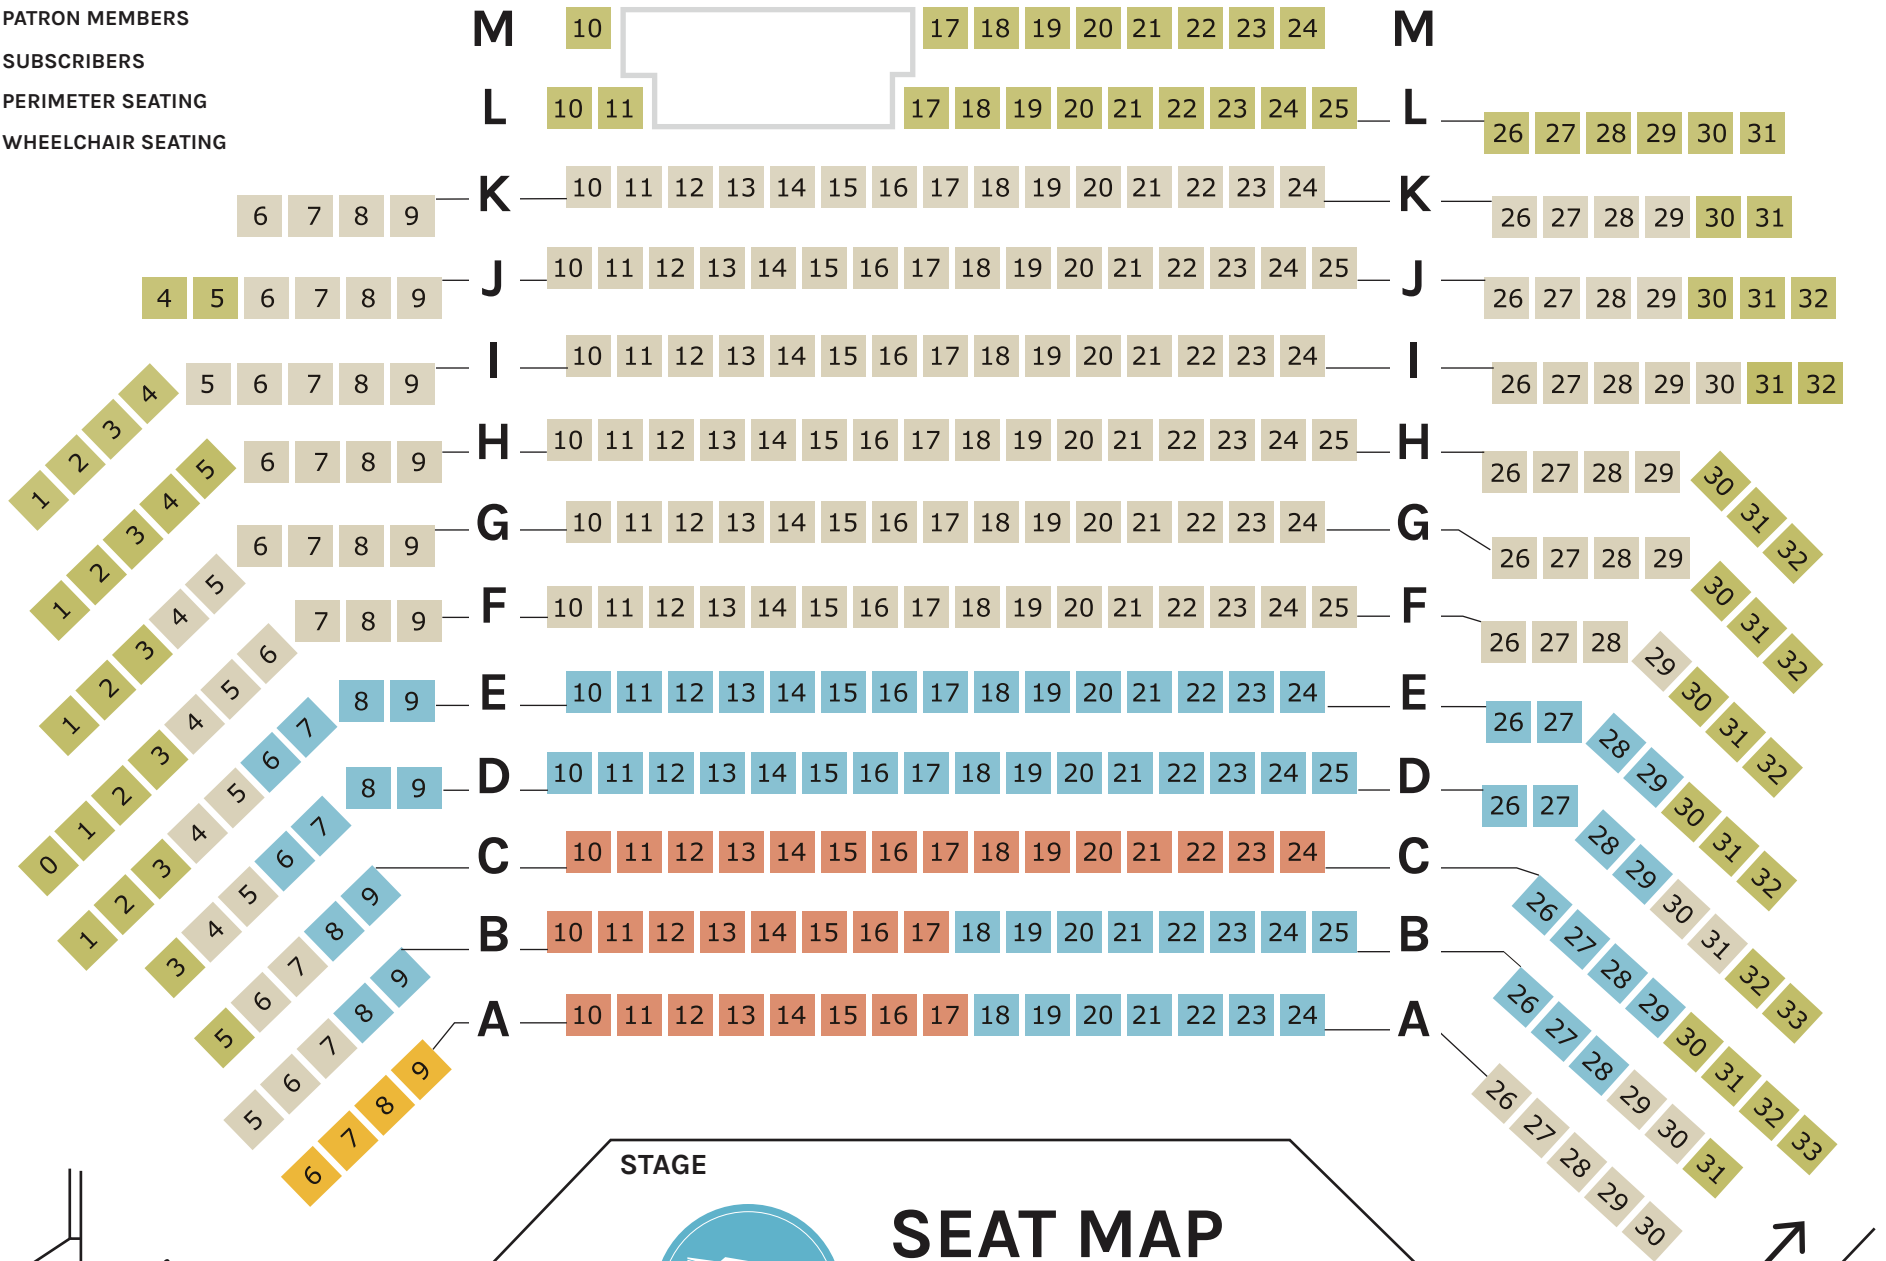 PATRON MEMBERS
SUBSCRIBERS
PERIMETER SEATING
WHEELCHAIR SEATING
M 10 17 18 19 20 21 22 23 24 M
L 10 11 17 18 19 20 21 22 23 24 25 L 26 27 28 29 30 31
6 7 8 9 K 10 11 12 13 14 15 16 17 18 19 20 21 22 23 24 K 26 27 28 29 30 31
4 5 6 7 8 9 J 10 11 12 13 14 15 16 17 18 19 20 21 22 23 24 25 J 26 27 28 29 30 31 32
1 2 3 4 5 6 7 8 9 I 10 11 12 13 14 15 16 17 18 19 20 21 22 23 24 I 26 27 28 29 30 31 32
1 2 3 4 5 6 7 8 9 H 10 11 12 13 14 15 16 17 18 19 20 21 22 23 24 25 H 26 27 28 29 30 31 32
1 2 3 4 5 6 7 8 9 G 10 11 12 13 14 15 16 17 18 19 20 21 22 23 24 G 26 27 28 29 30 31 32
0 1 2 3 4 5 6 7 8 9 F 10 11 12 13 14 15 16 17 18 19 20 21 22 23 24 25 F 26 27 28 29 30 31 32
1 2 3 4 5 6 7 8 9 E 10 11 12 13 14 15 16 17 18 19 20 21 22 23 24 E 26 27 28 29 30 31 32
3 4 5 6 7 8 9 D 10 11 12 13 14 15 16 17 18 19 20 21 22 23 24 25 D 26 27 28 29 30 31 32 33
5 6 7 8 9 C 10 11 12 13 14 15 16 17 18 19 20 21 22 23 24 C 26 27 28 29 30 31 32 33
5 6 7 8 9 B 10 11 12 13 14 15 16 17 18 19 20 21 22 23 24 25 B 26 27 28 29 30 31
6 7 8 9 A 10 11 12 13 14 15 16 17 18 19 20 21 22 23 24 A 26 27 28 29 30
STAGE
SEAT MAP